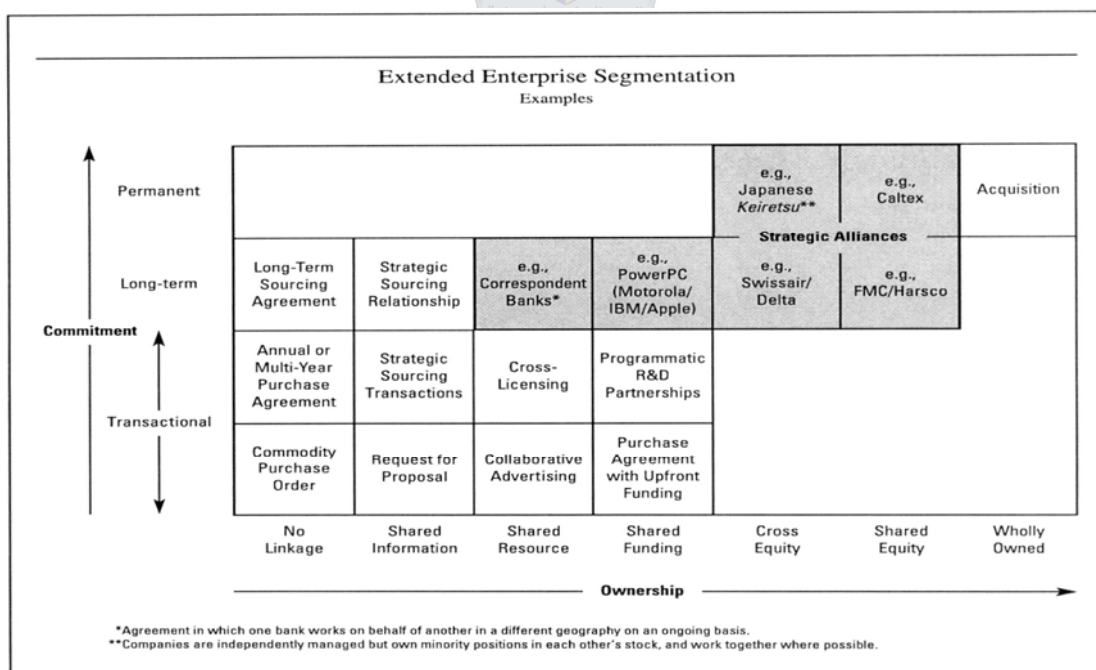 Extended Enterprise Segmentation
Examples
Permanent
e.g.,
Japanese
Keiretsu**
e.g.,
Caltex
Acquisition
Strategic Alliances
Long-term
Long-Term
Sourcing
Agreement
Strategic
Sourcing
Relationship
e.g.,
Correspondent
Banks*
e.g.,
PowerPC
(Motorola/
IBM/Apple)
e.g.,
Swissair/
Delta
e.g.,
FMC/Harsco
Commitment
Transactional
Annual or
Multi-Year
Purchase
Agreement
Strategic
Sourcing
Transactions
Cross-
Licensing
Programmatic
R&D
Partnerships
Commodity
Purchase
Order
Request for
Proposal
Collaborative
Advertising
Purchase
Agreement
with Upfront
Funding
No
Linkage
Shared
Information
Shared
Resource
Shared
Funding
Cross
Equity
Shared
Equity
Wholly
Owned
Ownership
*Agreement in which one bank works on behalf of another in a different geography on an ongoing basis.
**Companies are independently managed but own minority positions in each other's stock, and work together where possible.